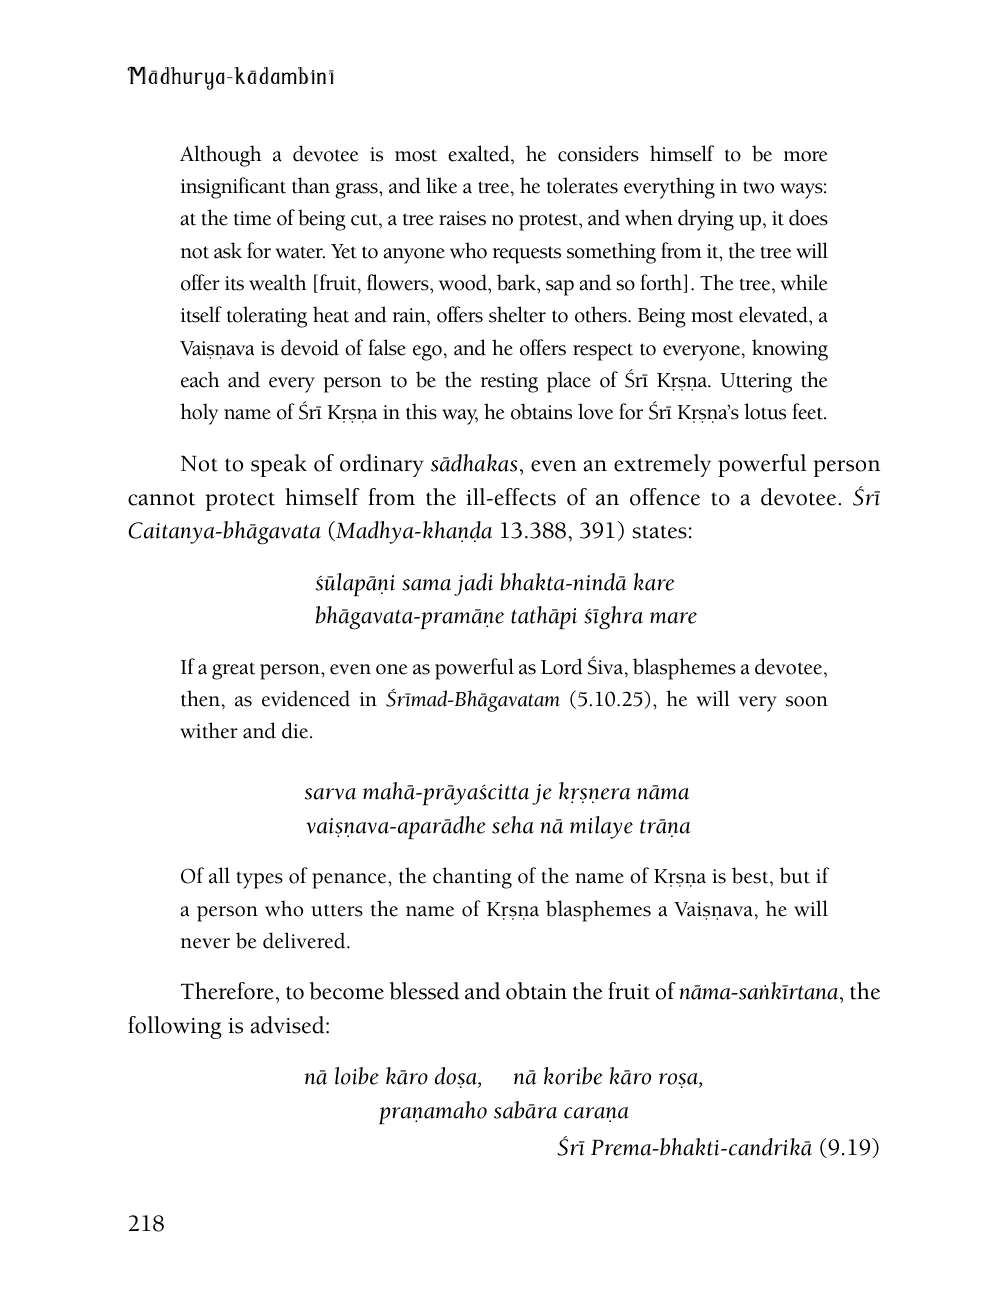 Mādhurya-kādambinī
Although a devotee is most exalted, he considers himself to be more
insignificant than grass, and like a tree, he tolerates everything in two ways:
at the time of being cut, a tree raises no protest, and when drying up, it does
not ask for water. Yet to anyone who requests something from it, the tree will
offer its wealth [fruit, flowers, wood, bark, sap and so forth]. The tree, while
itself tolerating heat and rain, offers shelter to others. Being most elevated, a
Vaiṣṇava is devoid of false ego, and he offers respect to everyone, knowing
each and every person to be the resting place of Śrī Kṛṣṇa. Uttering the
holy name of Śrī Kṛṣṇa in this way, he obtains love for Śrī Kṛṣṇa’s lotus feet.
Not to speak of ordinary sādhakas, even an extremely powerful person
cannot protect himself from the ill-effects of an offence to a devotee. Śrī
Caitanya-bhāgavata (Madhya-khaṇḍa 13.388, 391) states:
śūlapāṇi sama jadi bhakta-nindā kare
bhāgavata-pramāṇe tathāpi śīghra mare
If a great person, even one as powerful as Lord Śiva, blasphemes a devotee,
then, as evidenced in Śrīmad-Bhāgavatam (5.10.25), he will very soon
wither and die.
sarva mahā-prāyaścitta je kṛṣṇera nāma
vaiṣṇava-aparādhe seha nā milaye trāṇa
Of all types of penance, the chanting of the name of Kṛṣṇa is best, but if
a person who utters the name of Kṛṣṇa blasphemes a Vaiṣṇava, he will
never be delivered.
Therefore, to become blessed and obtain the fruit of nāma-saṅkīrtana, the
following is advised:
nā loibe kāro doṣa, nā koribe kāro roṣa,
praṇamaho sabāra caraṇa
Śrī Prema-bhakti-candrikā (9.19)
218